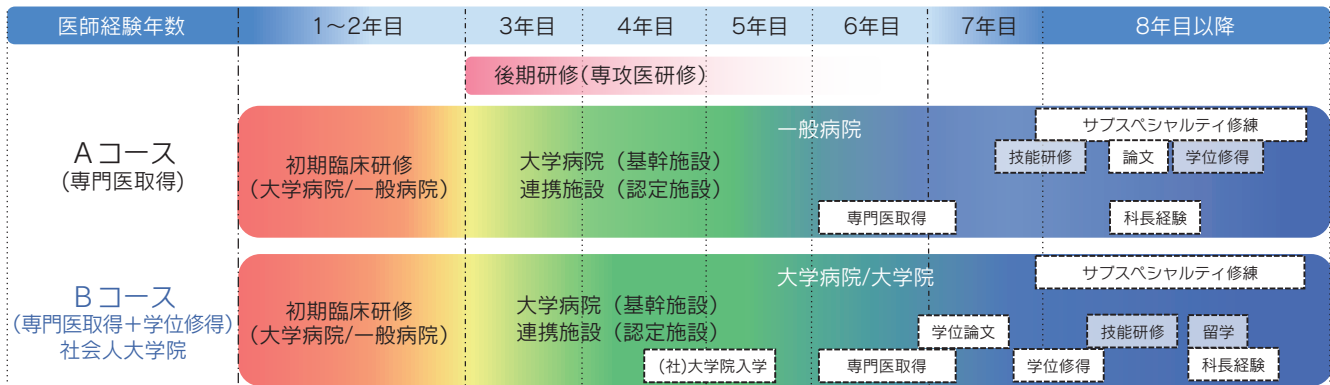 医師経験年数
1〜2年目
3年目
4年目
5年目
6年目
7年目
8年目以降
後期研修(専攻医研修)
Aコース
(専門医取得)
初期臨床研修
(大学病院/一般病院)
大学病院（基幹施設）
連携施設（認定施設）
一般病院
サブスペシャルティ修練
技能研修
論文
学位修得
専門医取得
科長経験
Bコース
(専門医取得＋学位修得)
社会人大学院
初期臨床研修
(大学病院/一般病院)
大学病院（基幹施設）
連携施設（認定施設）
大学病院/大学院
サブスペシャルティ修練
学位論文
技能研修
留学
(社)大学院入学
専門医取得
学位修得
科長経験